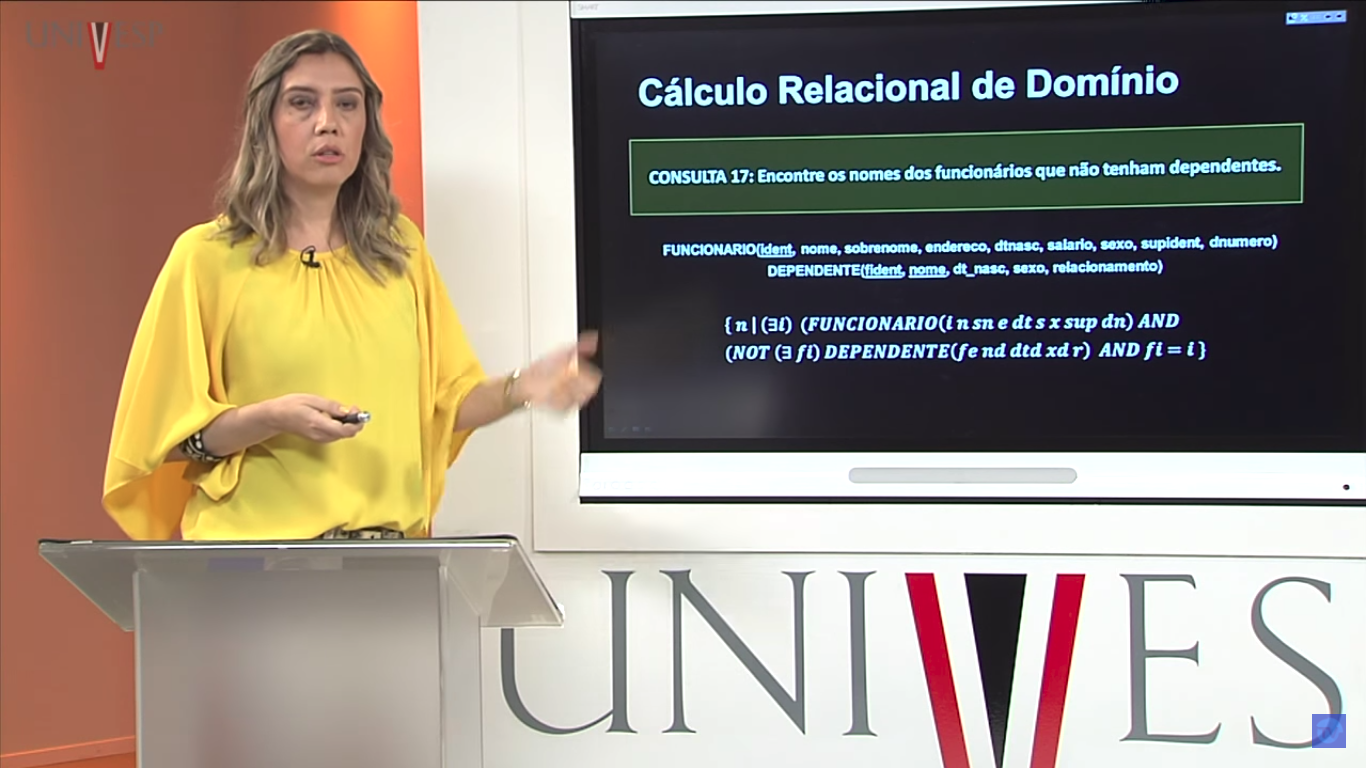 UNIVESP
Cálculo Relacional de Domínio
CONSULTA 17: Encontre os nomes dos funcionários que não tenham dependentes.
FUNCIONARIO(ident, nome, sobrenome, endereco, dtnasc, salario, sexo, supident, dnumero)
DEPENDENTE(fident, nome, dt_nasc, sexo, relacionamento)
{ n | (∃i) (FUNCIONARIO(i n sn e dt s x sup dn) AND
(NOT (∃ fi) DEPENDENTE(fe nd dtd xd r) AND fi = i }
UNIVES